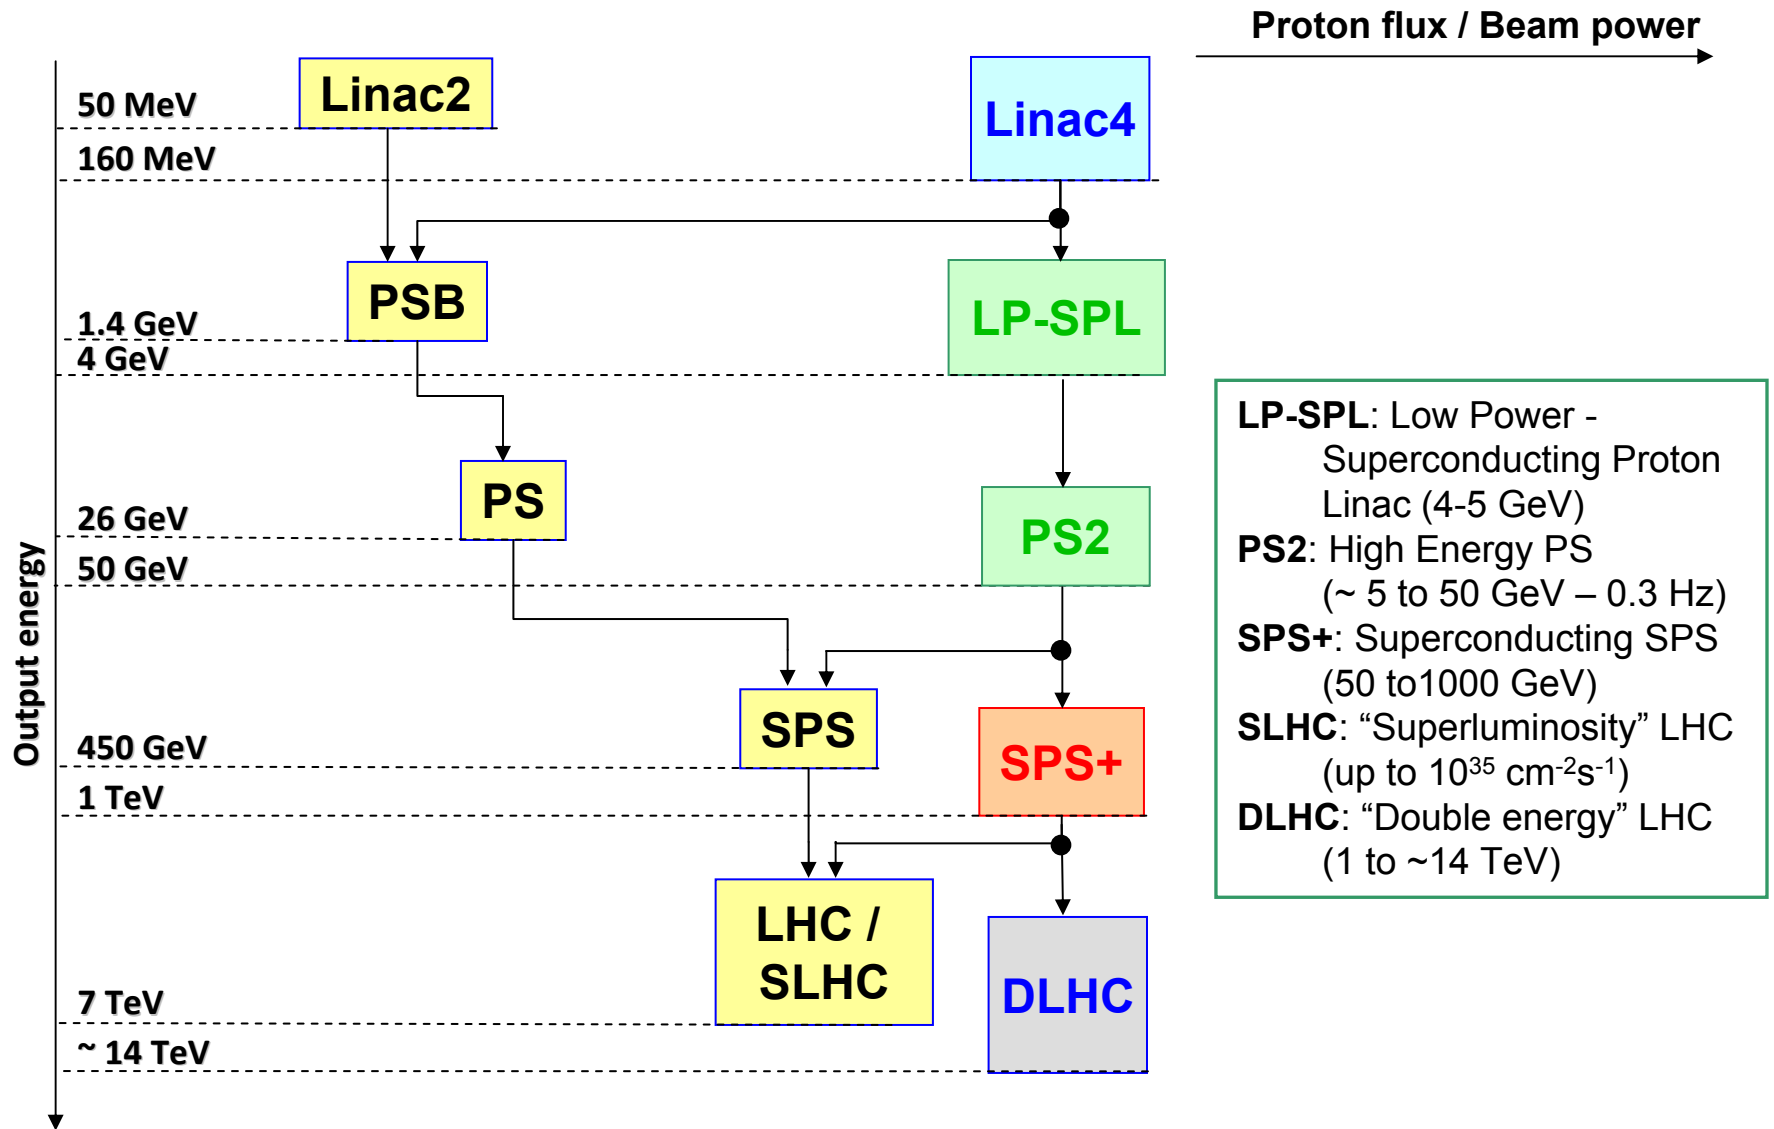 Proton flux / Beam power
Linac2
Linac4
50 MeV
160 MeV
PSB
LP-SPL
1.4 GeV
4 GeV
PS
PS2
26 GeV
50 GeV
Output energy
SPS
SPS+
450 GeV
1 TeV
LHC /
SLHC
DLHC
7 TeV
~ 14 TeV
LP-SPL: Low Power -
Superconducting Proton
Linac (4-5 GeV)
PS2: High Energy PS
(~ 5 to 50 GeV – 0.3 Hz)
SPS+: Superconducting SPS
(50 to1000 GeV)
SLHC: “Superluminosity” LHC
(up to 10³⁵ cm⁻²s⁻¹)
DLHC: “Double energy” LHC
(1 to ~14 TeV)